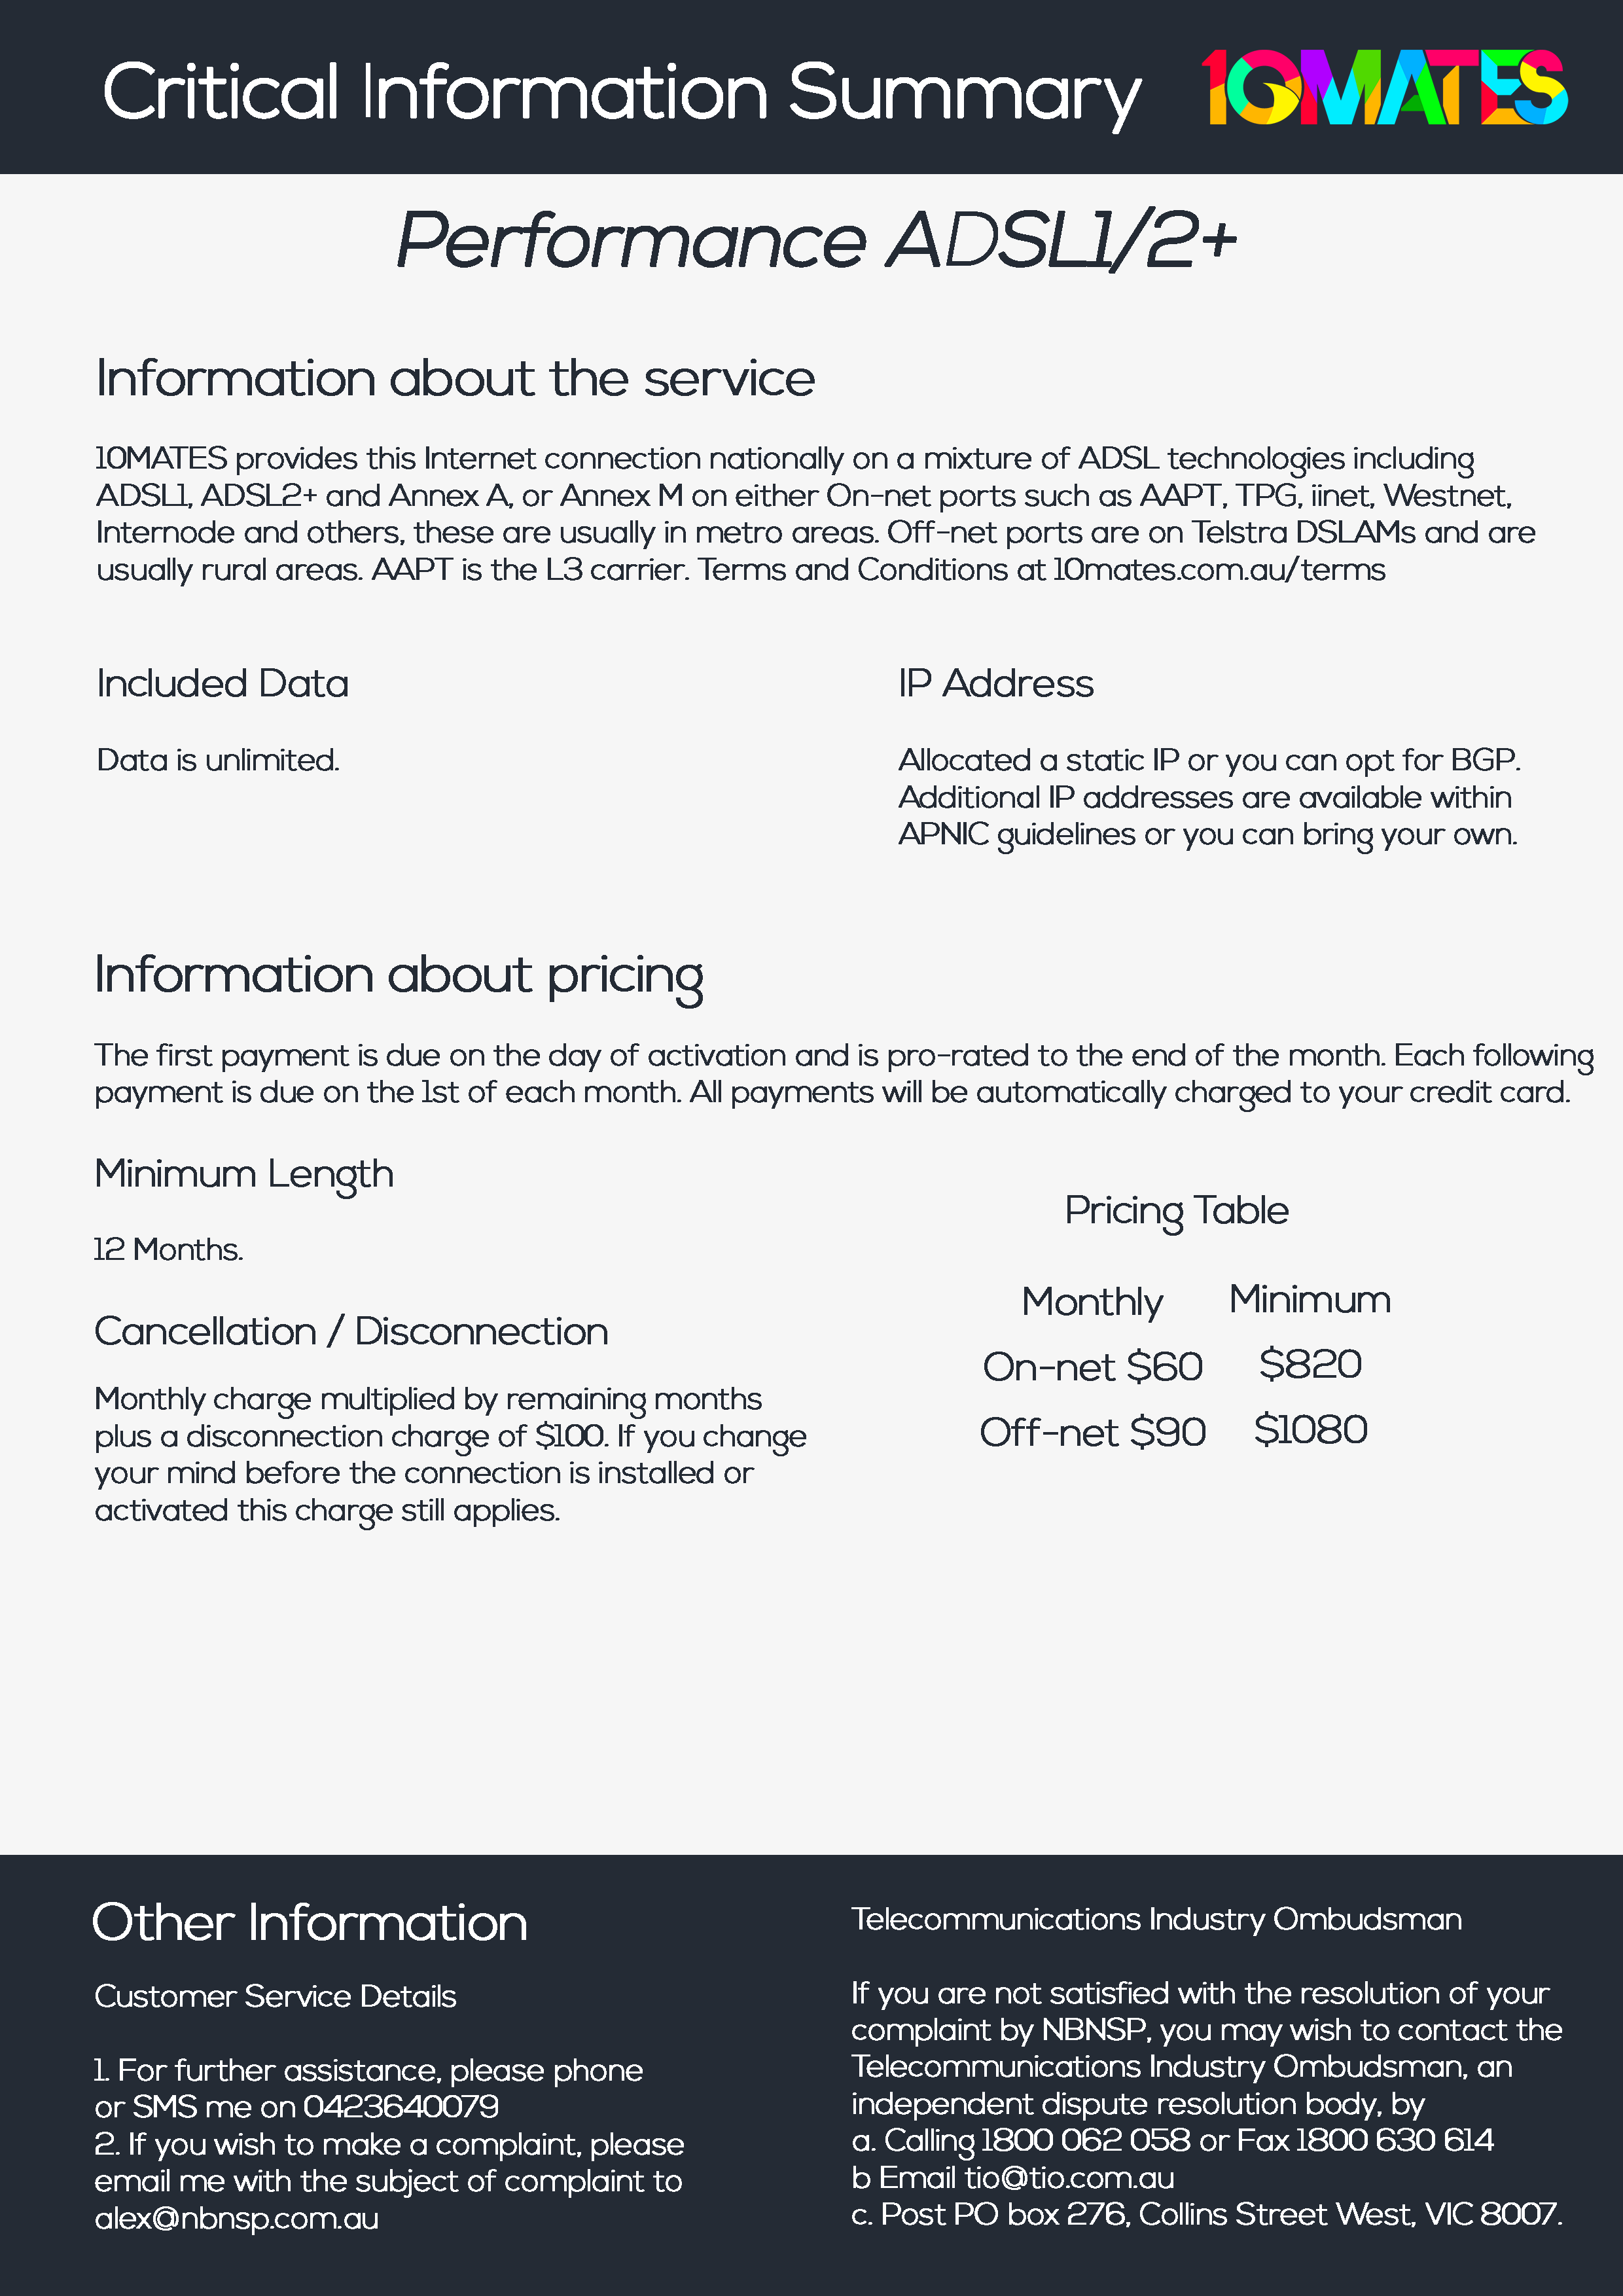 Critical Information Summary
10MATES
Performance ADSL1/2+
Information about the service
10MATES provides this Internet connection nationally on a mixture of ADSL technologies including
ADSL1, ADSL2+ and Annex A, or Annex M on either On-net ports such as AAPT, TPG, iinet, Westnet,
Internode and others, these are usually in metro areas. Off-net ports are on Telstra DSLAMs and are
usually rural areas. AAPT is the L3 carrier. Terms and Conditions at 10mates.com.au/terms
Included Data
Data is unlimited.
IP Address
Allocated a static IP or you can opt for BGP.
Additional IP addresses are available within
APNIC guidelines or you can bring your own.
Information about pricing
The first payment is due on the day of activation and is pro-rated to the end of the month. Each following
payment is due on the 1st of each month. All payments will be automatically charged to your credit card.
Minimum Length
12 Months.
Cancellation / Disconnection
Monthly charge multiplied by remaining months
plus a disconnection charge of $100. If you change
your mind before the connection is installed or
activated this charge still applies.
Pricing Table
Monthly Minimum
On-net $60 $820
Off-net $90 $1080
Other Information
Customer Service Details
1. For further assistance, please phone
or SMS me on 0423640079
2. If you wish to make a complaint, please
email me with the subject of complaint to
alex@nbnsp.com.au
Telecommunications Industry Ombudsman
If you are not satisfied with the resolution of your
complaint by NBNSP, you may wish to contact the
Telecommunications Industry Ombudsman, an
independent dispute resolution body, by
a. Calling 1800 062 058 or Fax 1800 630 614
b Email tio@tio.com.au
c. Post PO box 276, Collins Street West, VIC 8007.